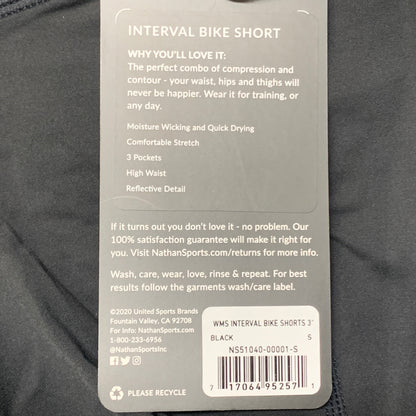 INTERVAL BIKE SHORT
WHY YOU'LL LOVE IT:
The perfect combo of compression and
contour - your waist, hips and thighs will
never be happier. Wear it for training, or
any day.
Moisture Wicking and Quick Drying
Comfortable Stretch
3 Pockets
High Waist
Reflective Detail
If it turns out you don't love it - no problem. Our
100% satisfaction guarantee will make it right for
you. Visit NathanSports.com/returns for more info.
Wash, care, wear, love, rinse & repeat. For best
results follow the garments wash/care label.
©2020 United Sports Brands
Fountain Valley, CA 92708
For info: NathanSports.com
1-800-233-6956
@NathanSportsInc
PLEASE RECYCLE
WMS INTERVAL BIKE SHORTS 3"
BLACK S
NS51040-00001-S
7 17064 95257 1